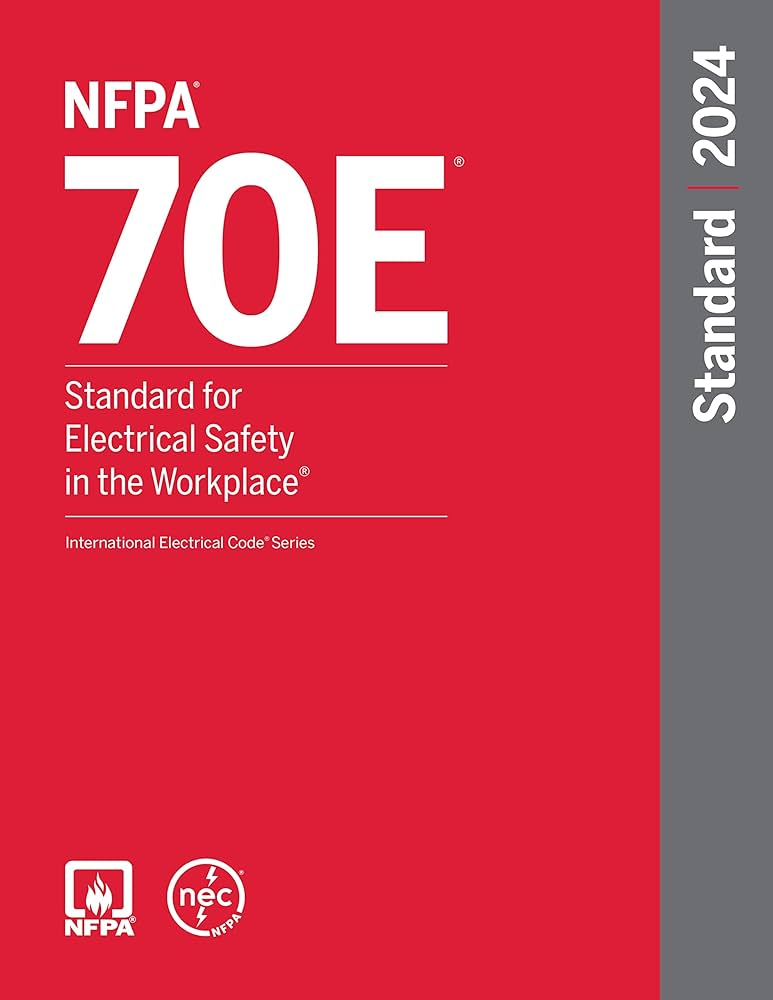 NFPA®
70E®
Standard for
Electrical Safety
in the Workplace®
International Electrical Code® Series
Standard | 2024
NFPA®
nec®
NFPA